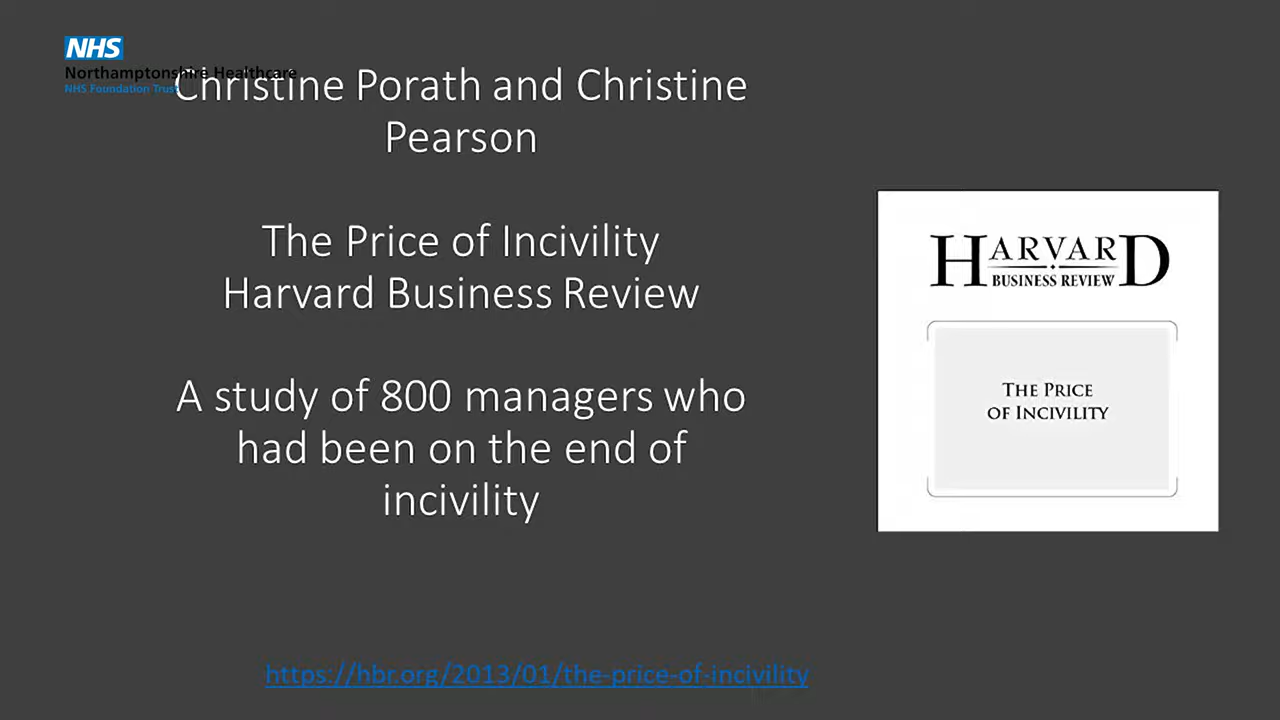 NHS
Northamptonshire Healthcare
NHS Foundation Trust
Christine Porath and Christine
Pearson
The Price of Incivility
Harvard Business Review
A study of 800 managers who
had been on the end of
incivility
HARVARD
BUSINESS REVIEW
THE PRICE
OF INCIVILITY
https://hbr.org/2013/01/the-price-of-incivility